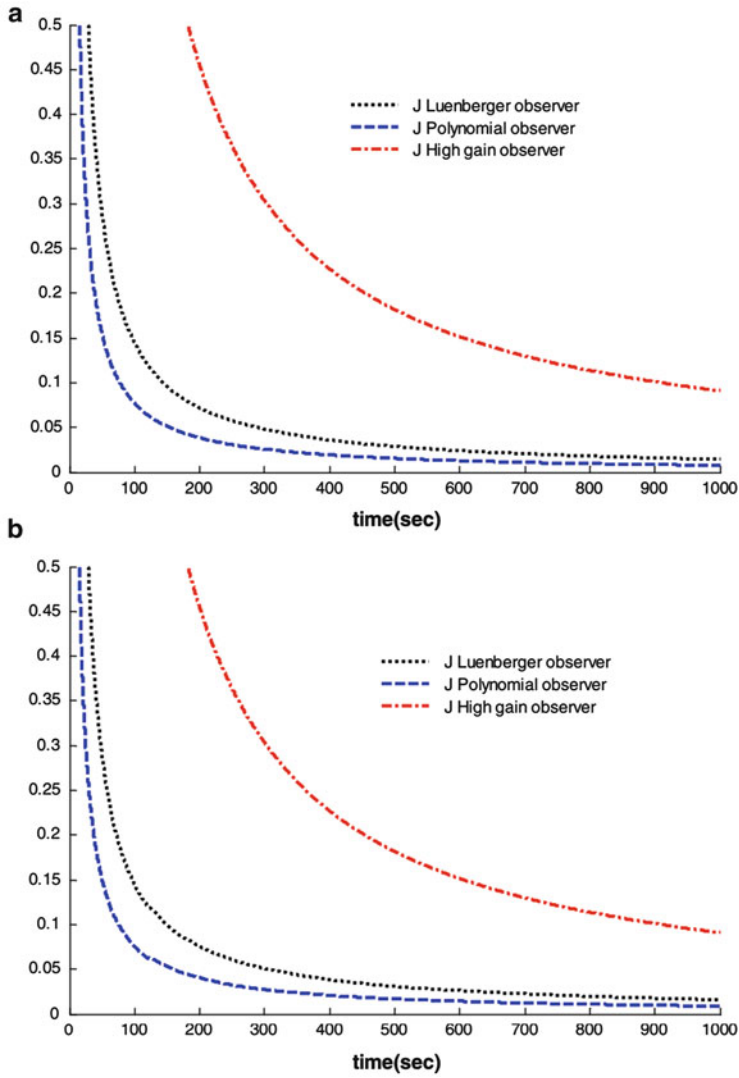 a
0.5
0.45
0.4
0.35
0.3
0.25
0.2
0.15
0.1
0.05
0
J Luenberger observer
J Polynomial observer
J High gain observer
0 100 200 300 400 500 600 700 800 900 1000
time(sec)
b
0.5
0.45
0.4
0.35
0.3
0.25
0.2
0.15
0.1
0.05
0
J Luenberger observer
J Polynomial observer
J High gain observer
0 100 200 300 400 500 600 700 800 900 1000
time(sec)